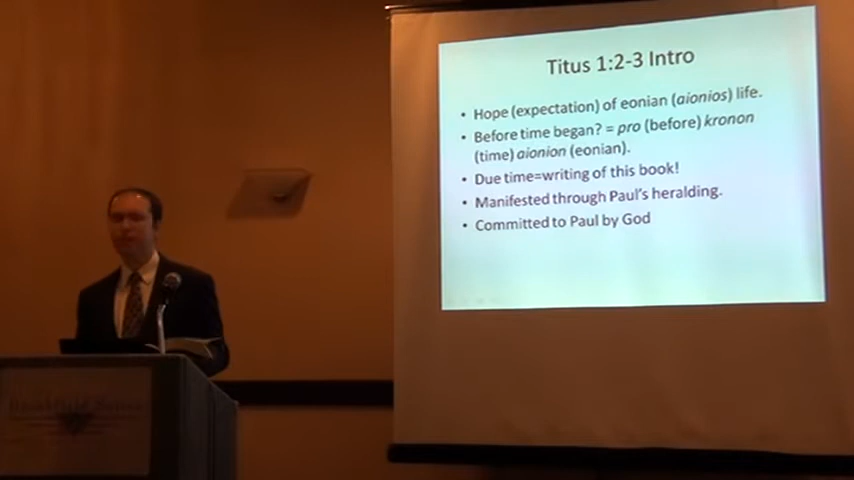 Titus 1:2-3 Intro
• Hope (expectation) of eonian (aionios) life.
• Before time began? = pro (before) kronon
(time) aionion (eonian).
• Due time=writing of this book!
• Manifested through Paul's heralding.
• Committed to Paul by God